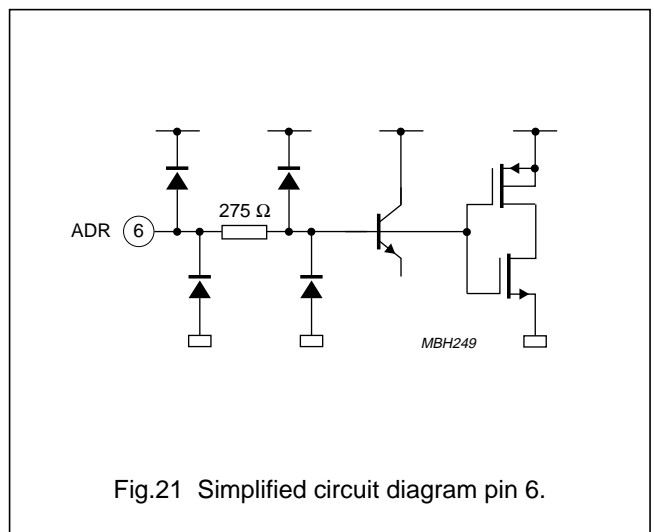 275 Ω
ADR 6
MBH249
Fig.21 Simplified circuit diagram pin 6.